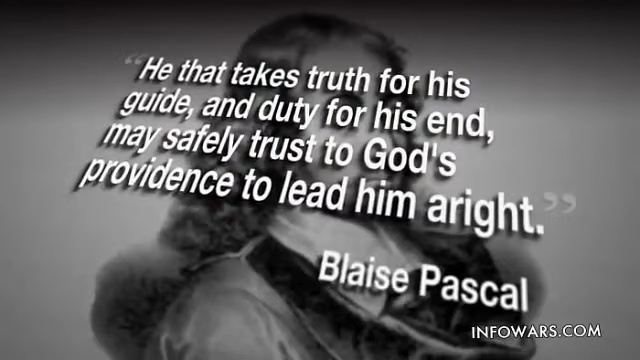 “He that takes truth for his
guide, and duty for his end,
may safely trust to God's
providence to lead him aright.”
Blaise Pascal
INFOWARS.COM